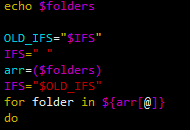 echo $folders
OLD_IFS="$IFS"
IFS=" "
arr=($folders)
IFS="$OLD_IFS"
for folder in ${arr[@]}
do